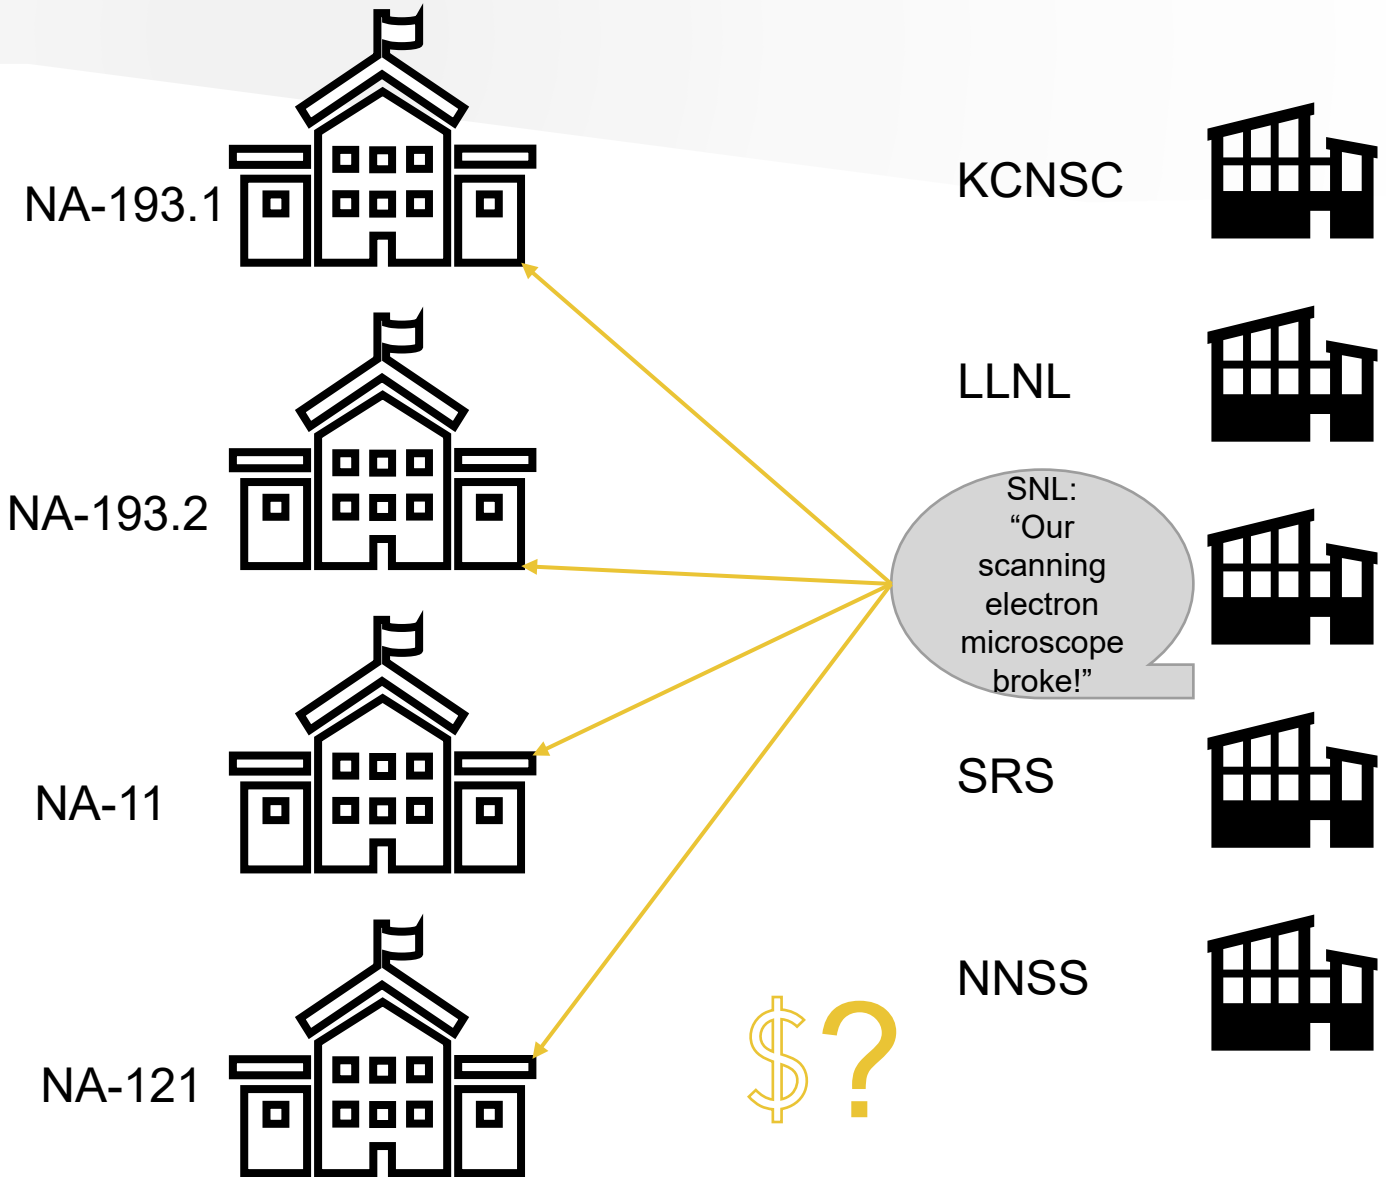 NA-193.1
NA-193.2
NA-11
NA-121
KCNSC
LLNL
SNL:
“Our
scanning
electron
microscope
broke!”
SRS
NNSS
$?